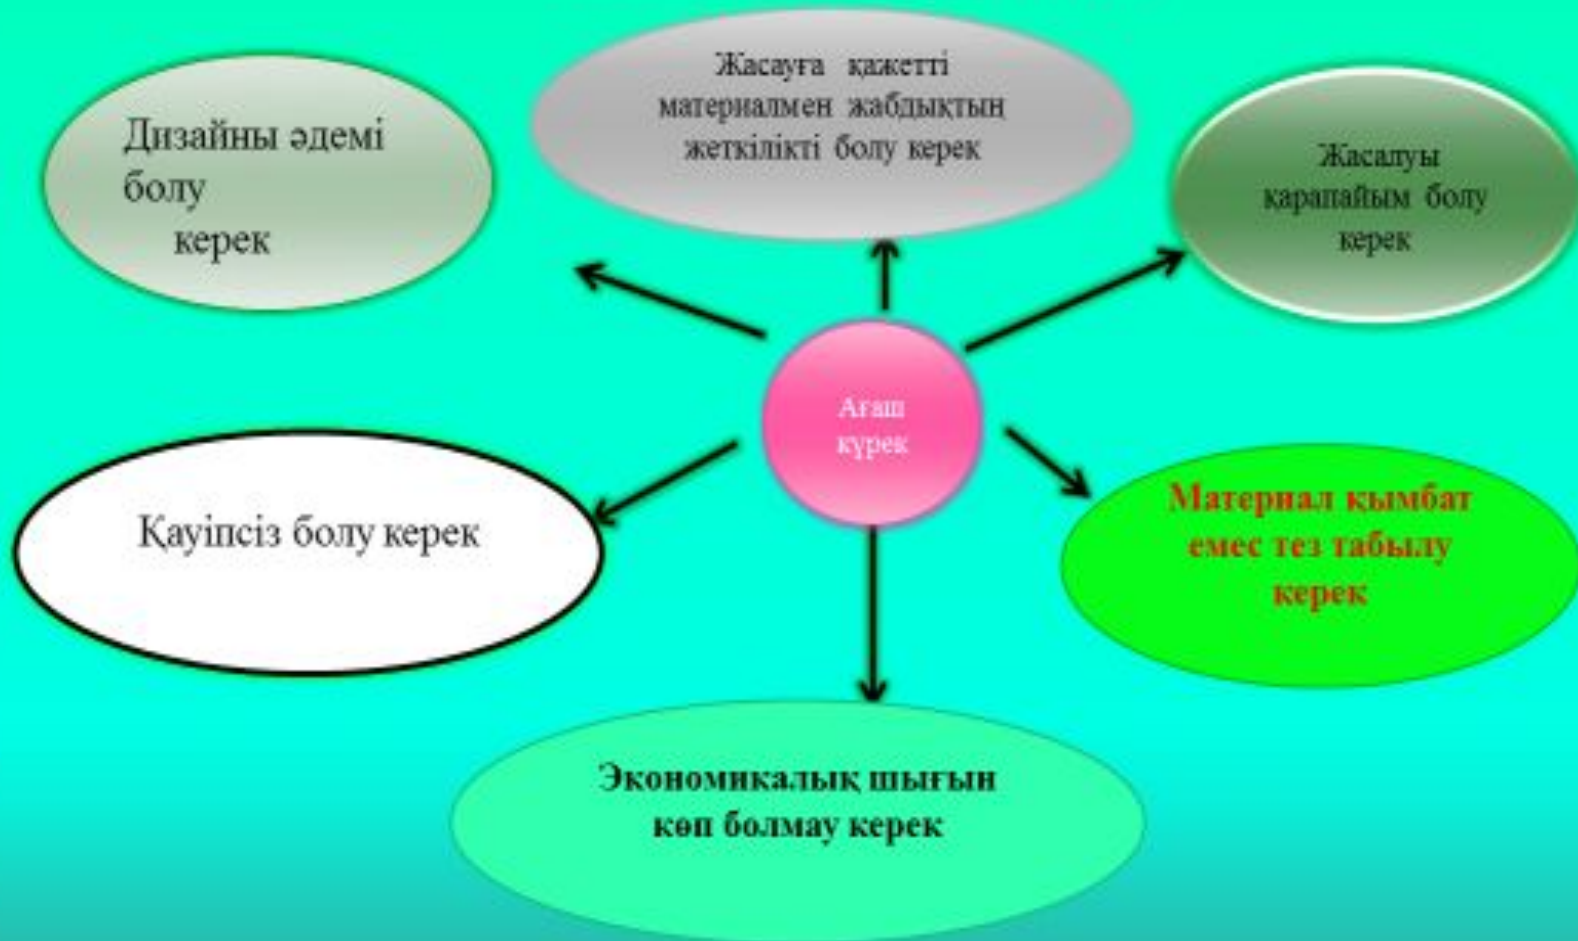 Дизайны әдемі
болу
керек
Жасауға қажетті
материалмен жабдықтың
жеткілікті болу керек
Жасалуы
қарапайым болу
керек
Ағаш
күрек
Қауіпсіз болу керек
Материал қымбат
емес тез табылу
керек
Экономикалық шығын
көп болмау керек